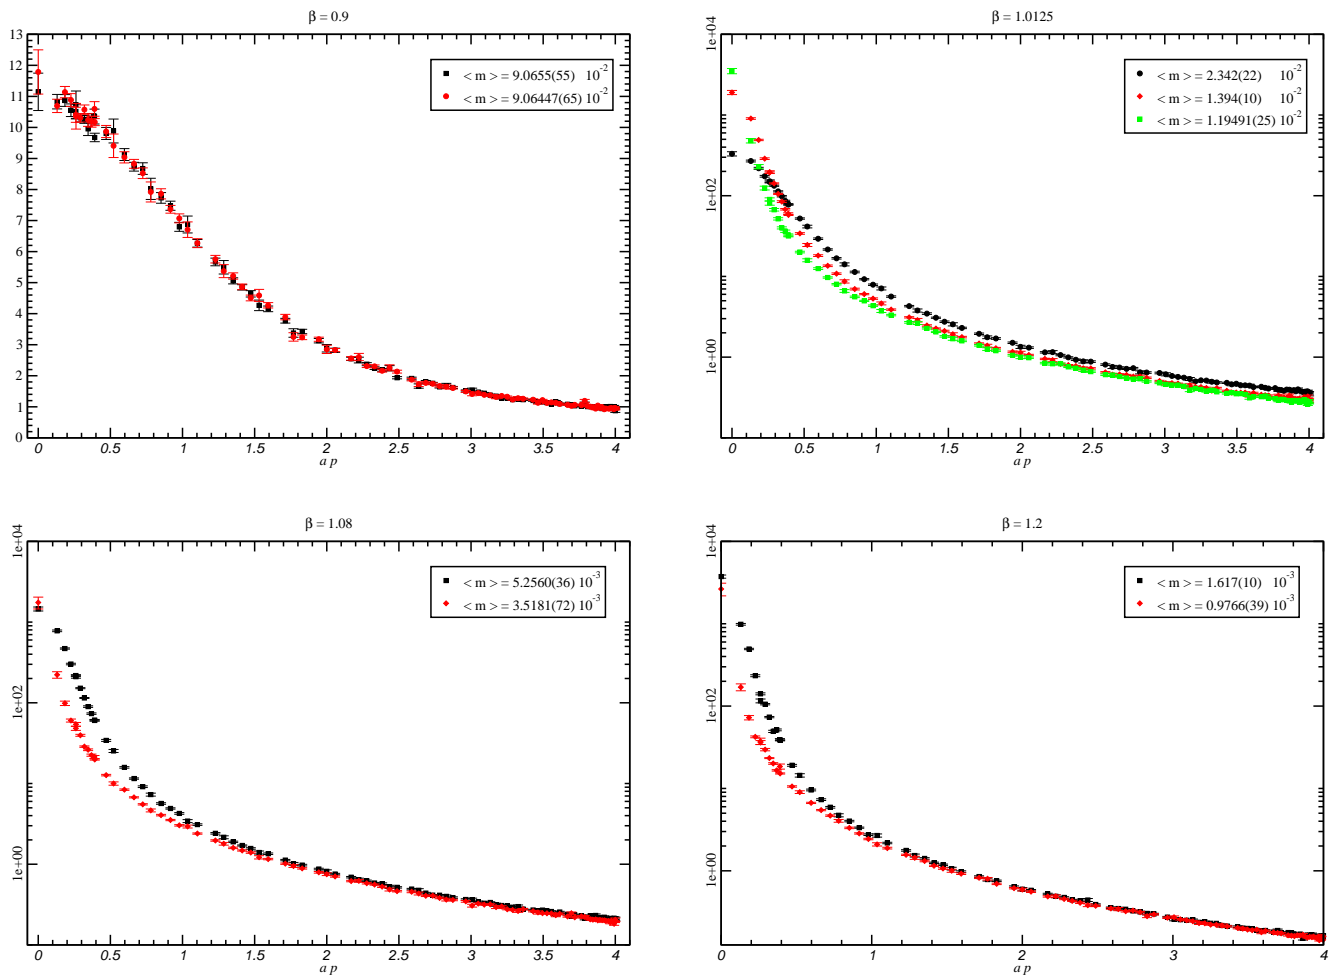 β = 0.9
13
12
11
10
9
8
7
6
5
4
3
2
1
0
< m > = 9.0655(55) 10^-2
< m > = 9.06447(65) 10^-2
0 0.5 1 1.5 2 2.5 3 3.5 4
a p
β = 1.0125
1e+04
1e+02
1e+00
< m > = 2.342(22) 10^-2
< m > = 1.394(10) 10^-2
< m > = 1.19491(25) 10^-2
0 0.5 1 1.5 2 2.5 3 3.5 4
a p
β = 1.08
1e+04
1e+02
1e+00
< m > = 5.2560(36) 10^-3
< m > = 3.5181(72) 10^-3
0 0.5 1 1.5 2 2.5 3 3.5 4
a p
β = 1.2
1e+04
1e+02
1e+00
< m > = 1.617(10) 10^-3
< m > = 0.9766(39) 10^-3
0 1 2 3 4
a p